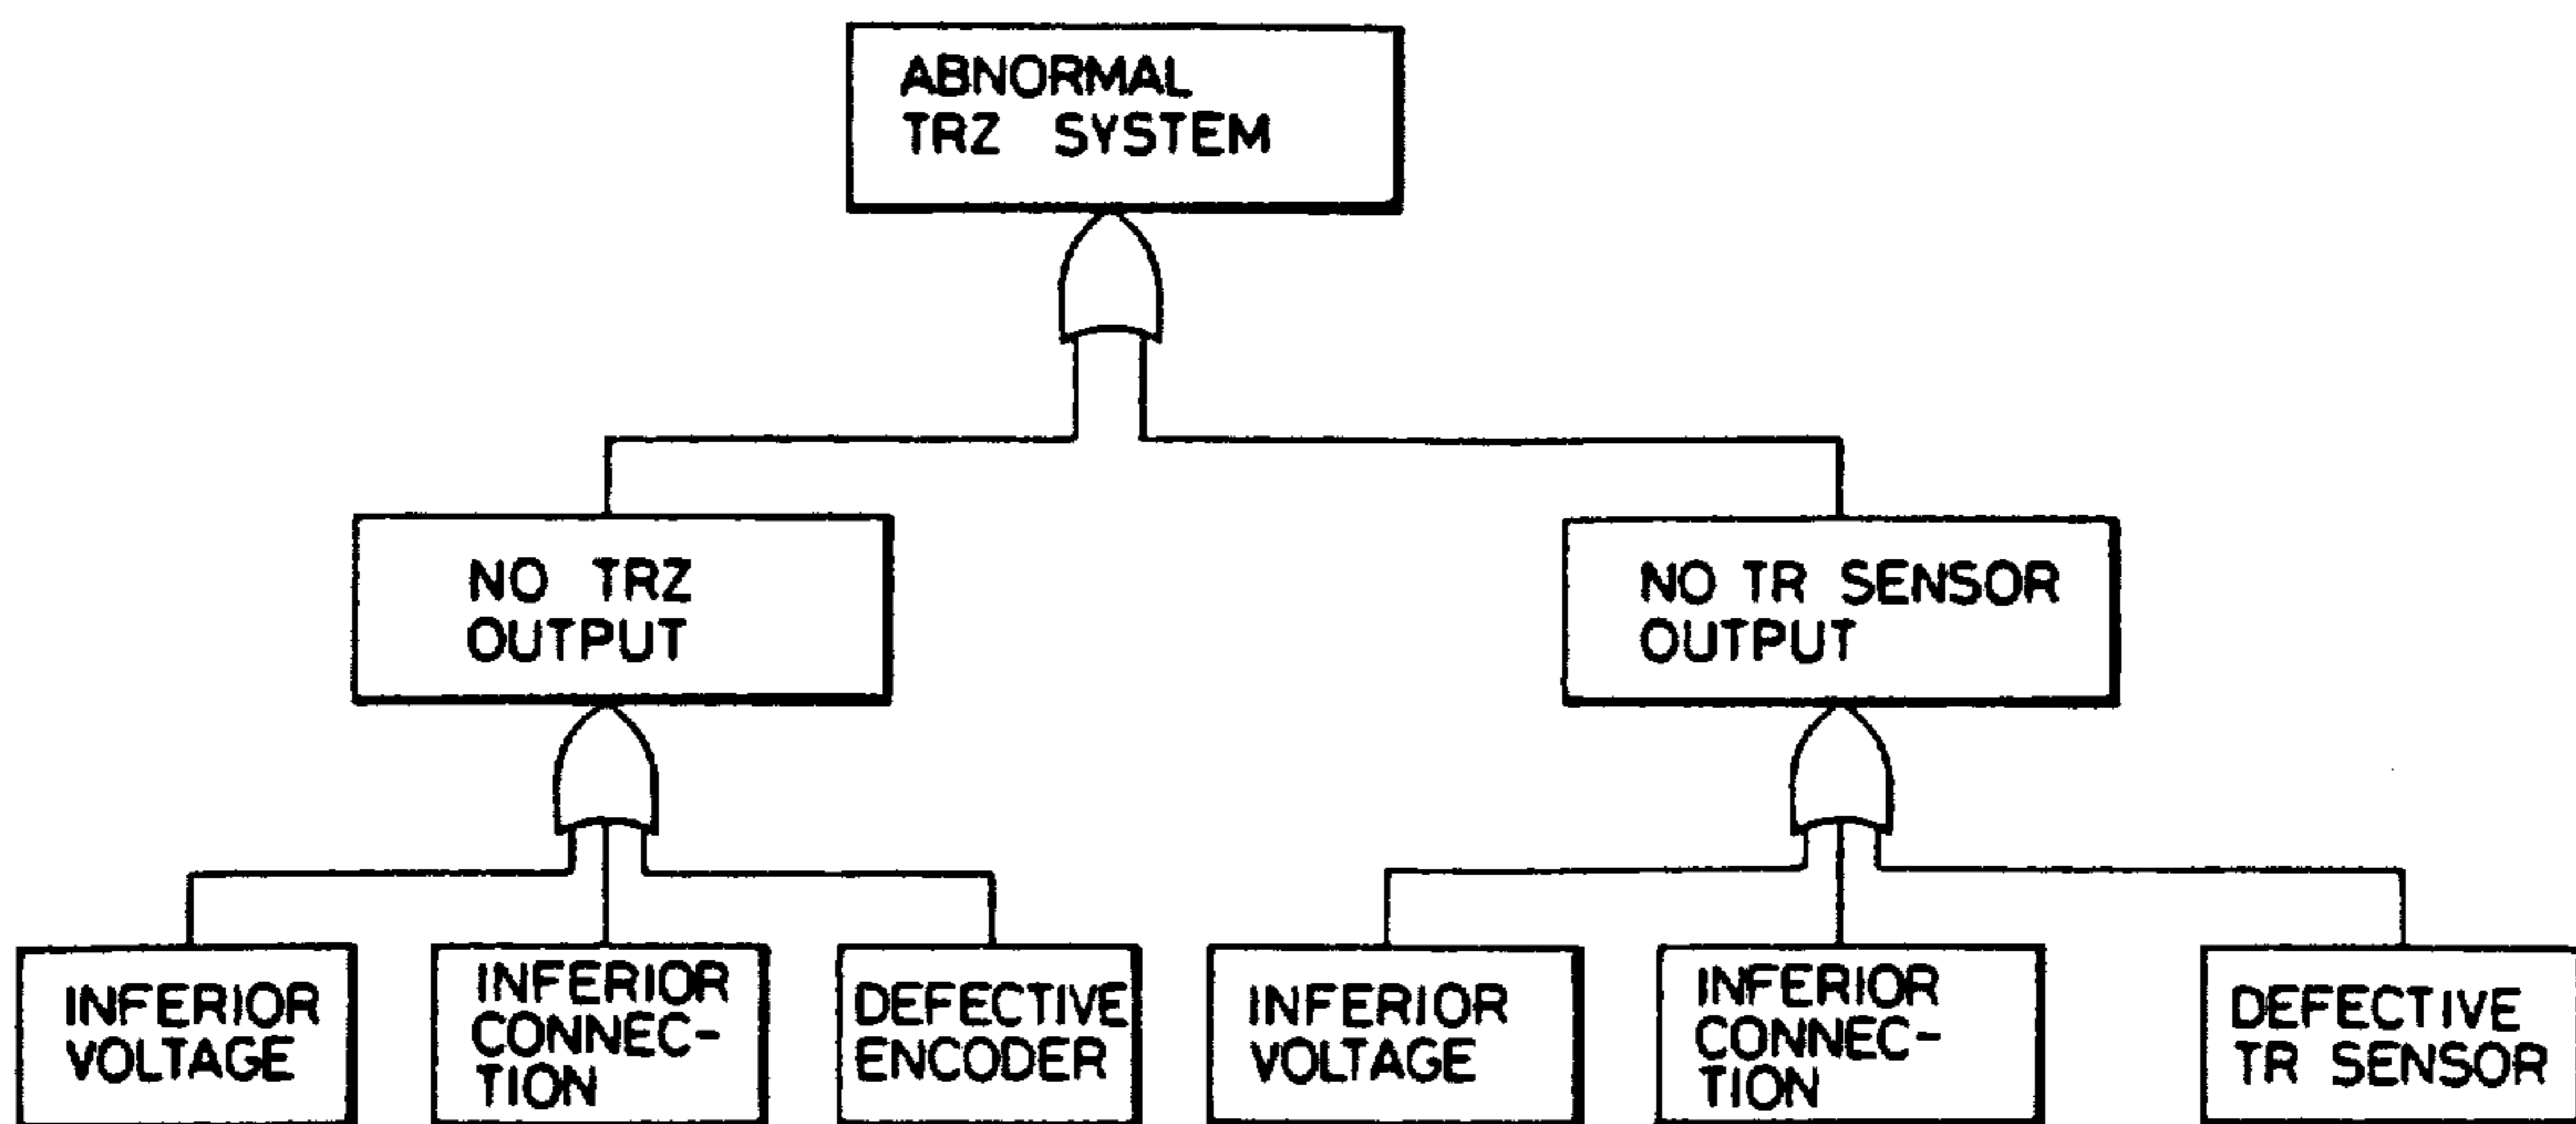 ABNORMAL
TRZ SYSTEM
NO TRZ
OUTPUT
NO TR SENSOR
OUTPUT
INFERIOR
VOLTAGE
INFERIOR
CONNEC-
TION
DEFECTIVE
ENCODER
INFERIOR
VOLTAGE
INFERIOR
CONNEC-
TION
DEFECTIVE
TR SENSOR